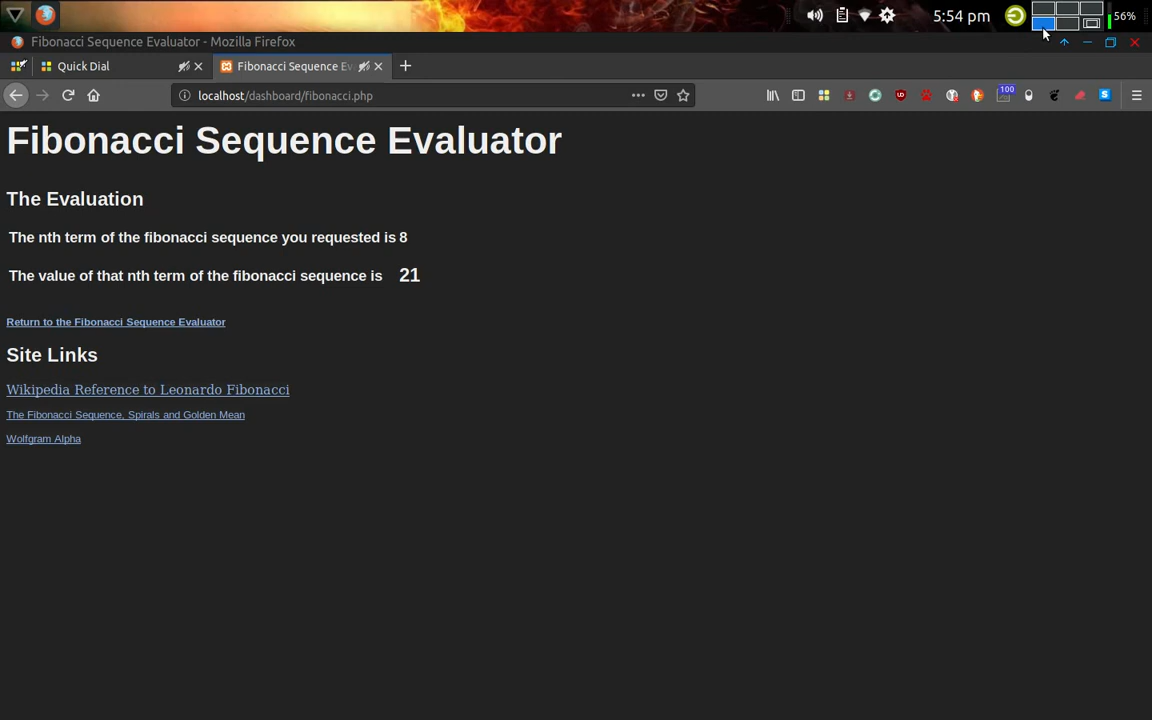 5:54 pm
56%
Fibonacci Sequence Evaluator - Mozilla Firefox
Quick Dial
Fibonacci Sequence Ev
localhost/dashboard/fibonacci.php
100
Fibonacci Sequence Evaluator
The Evaluation
The nth term of the fibonacci sequence you requested is 8
The value of that nth term of the fibonacci sequence is 21
Return to the Fibonacci Sequence Evaluator
Site Links
Wikipedia Reference to Leonardo Fibonacci
The Fibonacci Sequence, Spirals and Golden Mean
Wolfgram Alpha